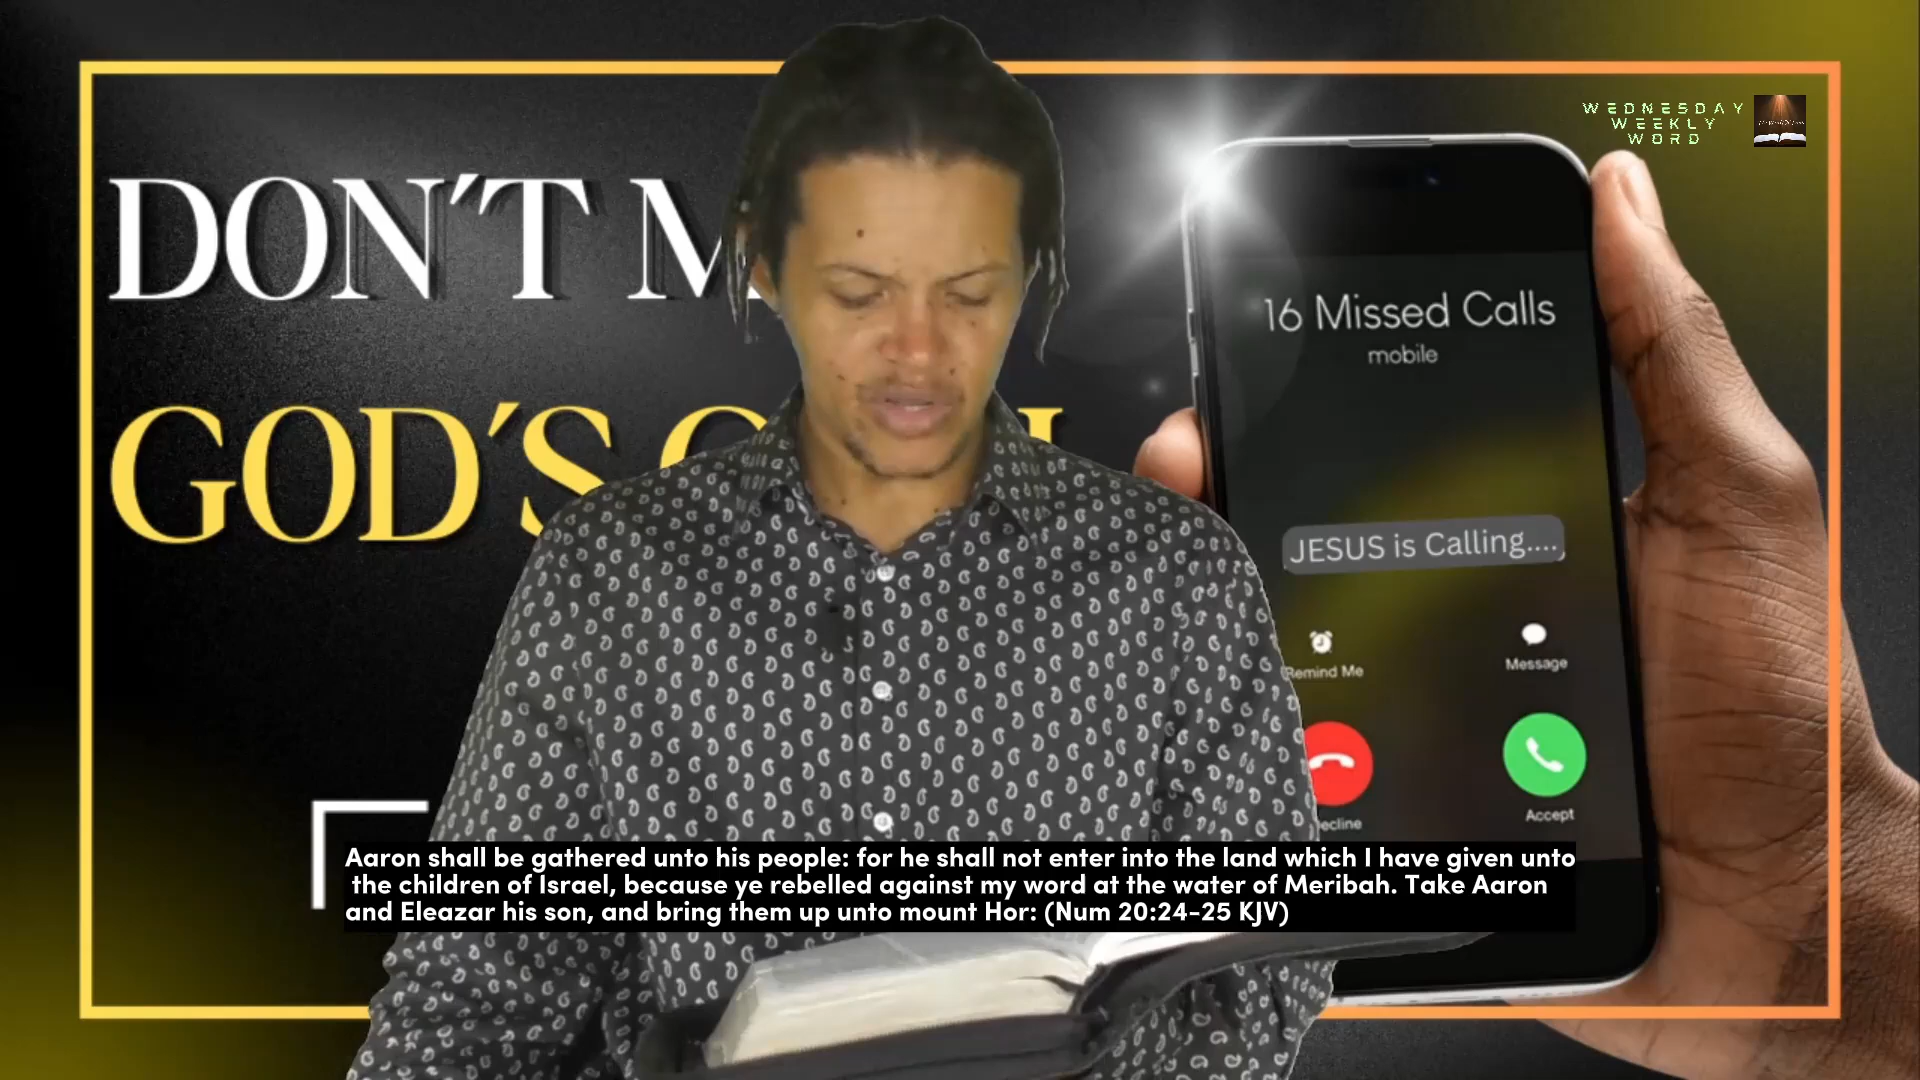 WEDNESDAY
WEEKLY
WORD
DON'T M
GOD'S
16 Missed Calls
mobile
JESUS is Calling....
Remind Me
Message
ecline
Accept
Aaron shall be gathered unto his people: for he shall not enter into the land which I have given unto
the children of Israel, because ye rebelled against my word at the water of Meribah. Take Aaron
and Eleazar his son, and bring them up unto mount Hor: (Num 20:24-25 KJV)